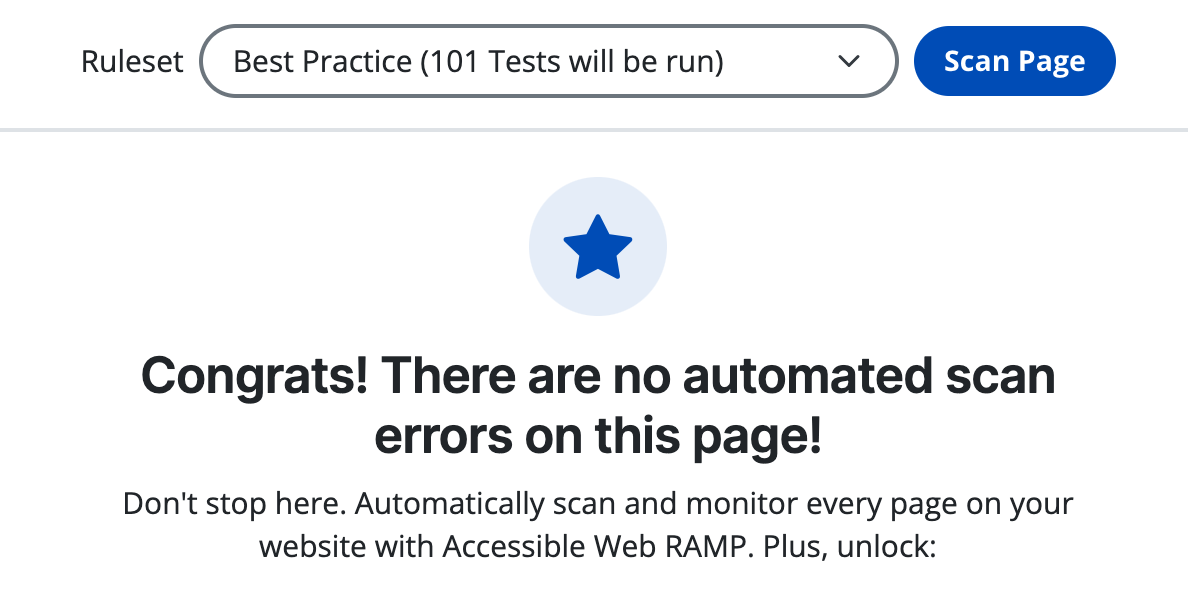 Ruleset
Best Practice (101 Tests will be run)
Scan Page
Congrats! There are no automated scan
errors on this page!
Don't stop here. Automatically scan and monitor every page on your
website with Accessible Web RAMP. Plus, unlock: